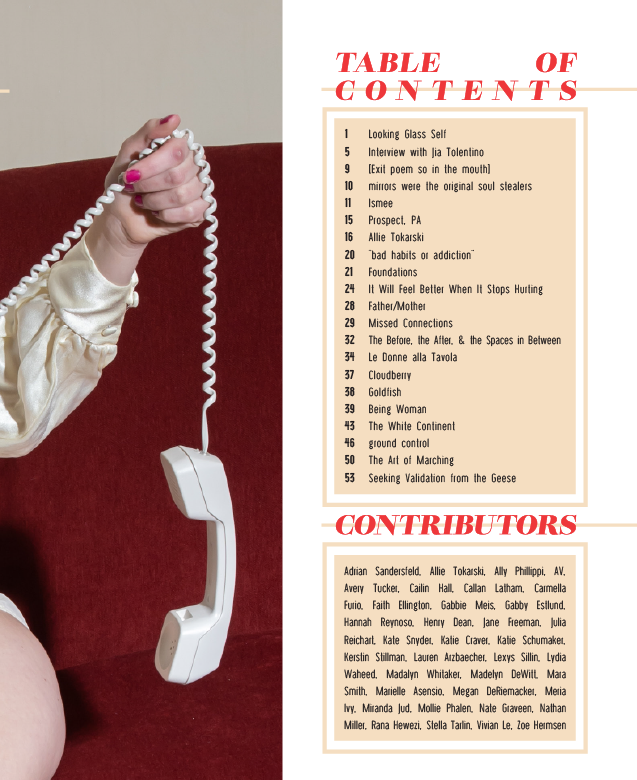 TABLE OF
CONTENTS
1 Looking Glass Self
5 Interview with Jia Tolentino
9 [Exit poem so in the mouth]
10 mirrors were the original soul stealers
11 Ismee
15 Prospect, PA
16 Allie Tokarski
20 "bad habits or addiction"
21 Foundations
24 It Will Feel Better When It Stops Hurting
28 Father/Mother
29 Missed Connections
32 The Before, the After, & the Spaces in Between
34 Le Donne alla Tavola
37 Cloudberry
38 Goldfish
39 Being Woman
43 The White Continent
46 ground control
50 The Art of Marching
53 Seeking Validation from the Geese
CONTRIBUTORS
Adrian Sandersfeld, Allie Tokarski, Ally Phillippi, AV,
Avery Tucker, Cailin Hall, Callan Latham, Carmella
Furio, Faith Ellington, Gabbie Meis, Gabby Estlund,
Hannah Reynoso, Henry Dean, Jane Freeman, Julia
Reichart, Kate Snyder, Katie Craver, Katie Schumaker,
Kerstin Stillman, Lauren Arzbaecher, Lexys Sillin, Lydia
Waheed, Madalyn Whitaker, Madelyn DeWitt, Mara
Smith, Marielle Asensio, Megan DeRiemacker, Meria
Ivy, Miranda Jud, Mollie Phalen, Nate Graveen, Nathan
Miller, Rana Hewezi, Stella Tarlin, Vivian Le, Zoe Hermsen